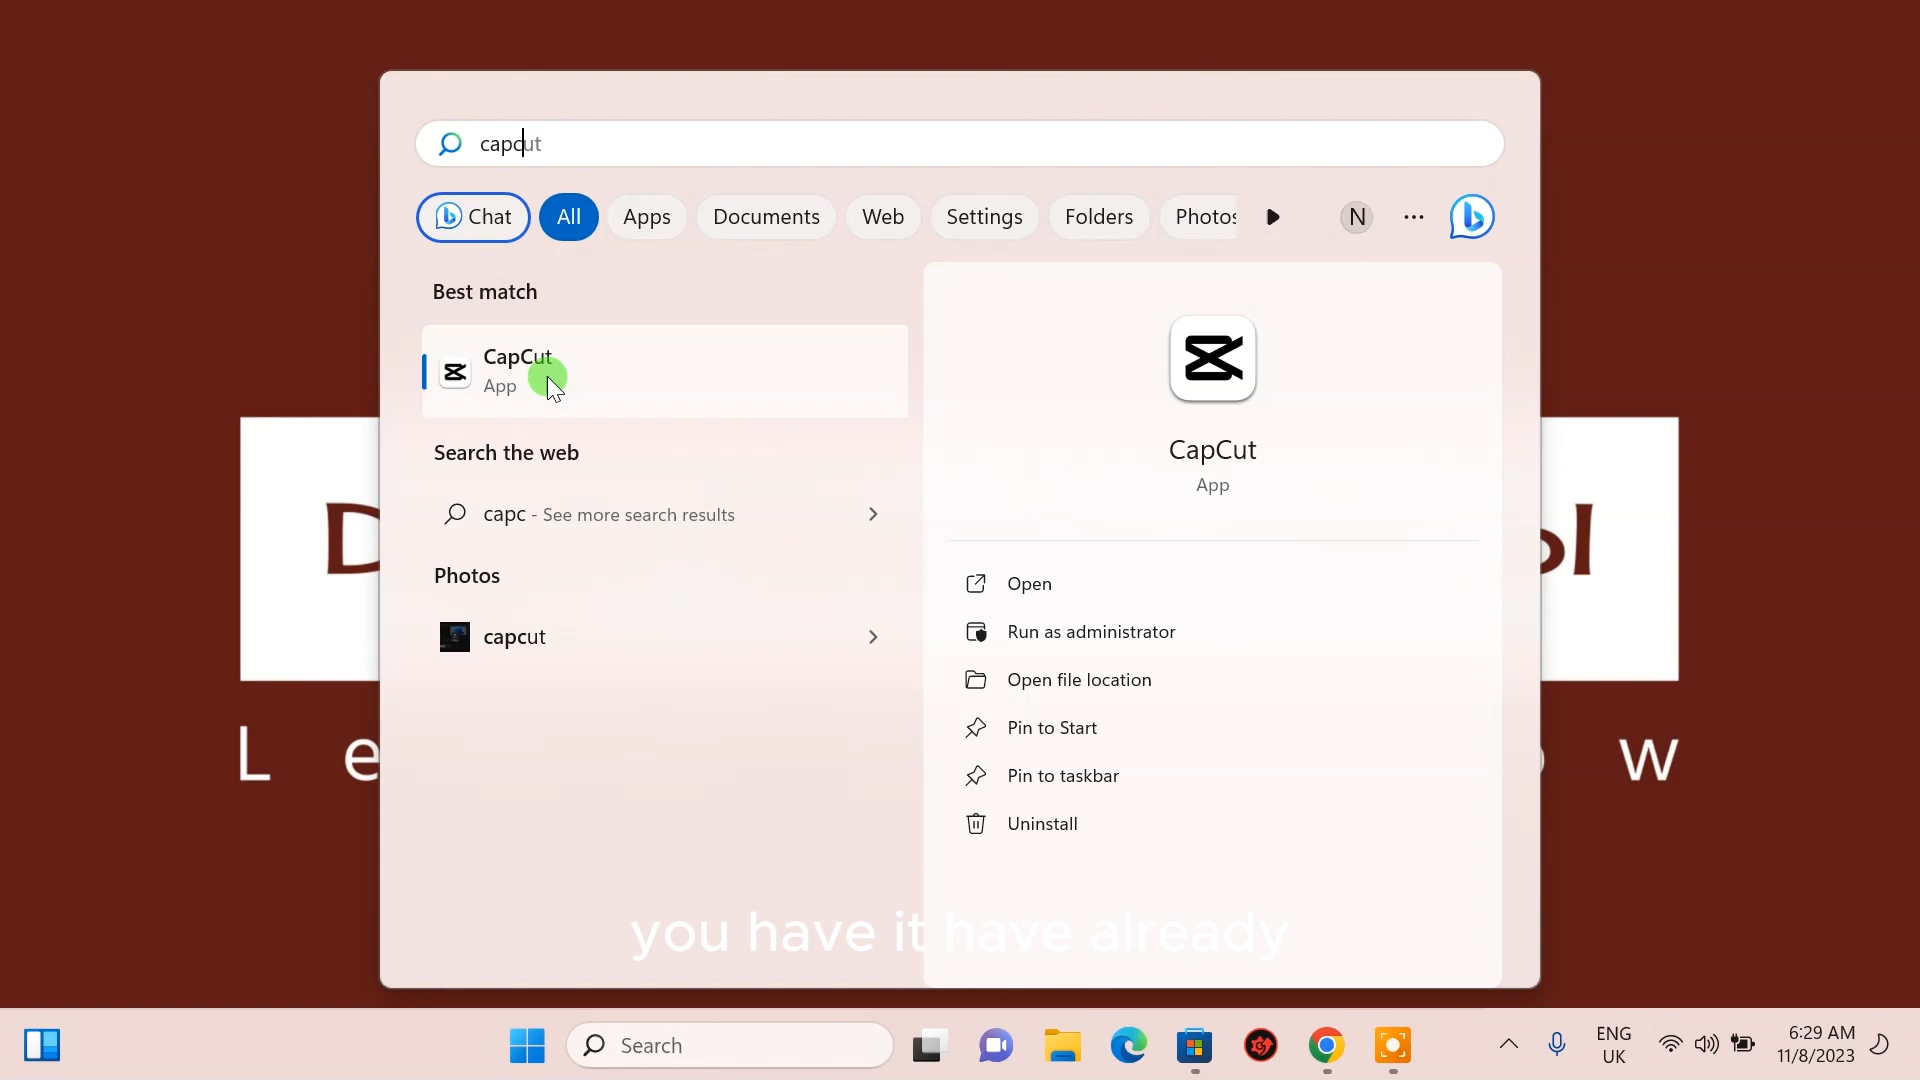 capcut
Chat All Apps Documents Web Settings Folders Photos N
Best match
CapCut
App
Search the web
capc - See more search results
Photos
capcut
CapCut
App
Open
Run as administrator
Open file location
Pin to Start
Pin to taskbar
Uninstall
D
ol
L e
w
you have it have already
Search
ENG
UK
6:29 AM
11/8/2023